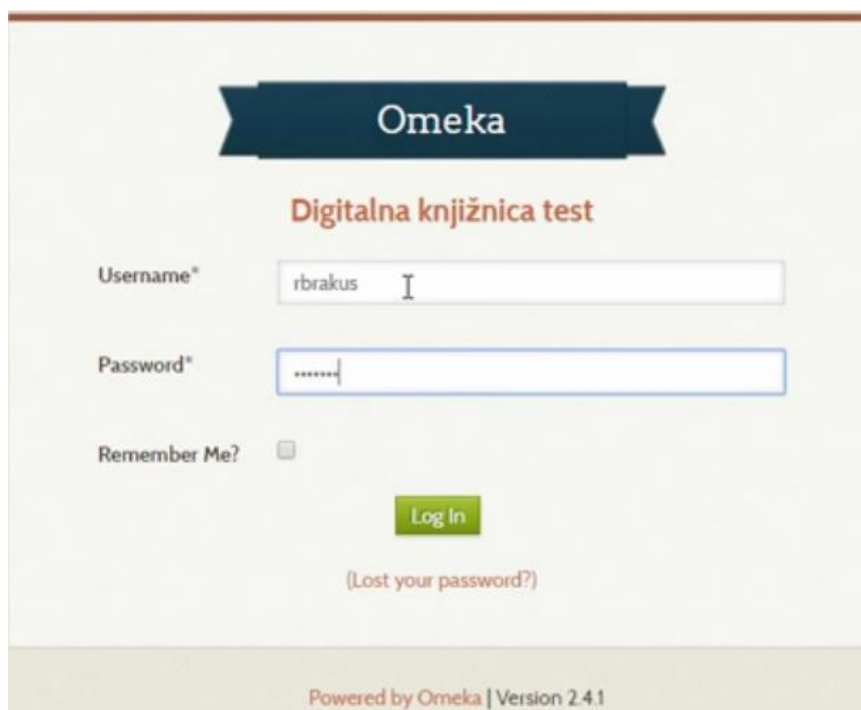 Omeka
Digitalna knjižnica test
Username* rbrakus
Password* •••••••
Remember Me?
Log In
(Lost your password?)
Powered by Omeka | Version 2.4.1